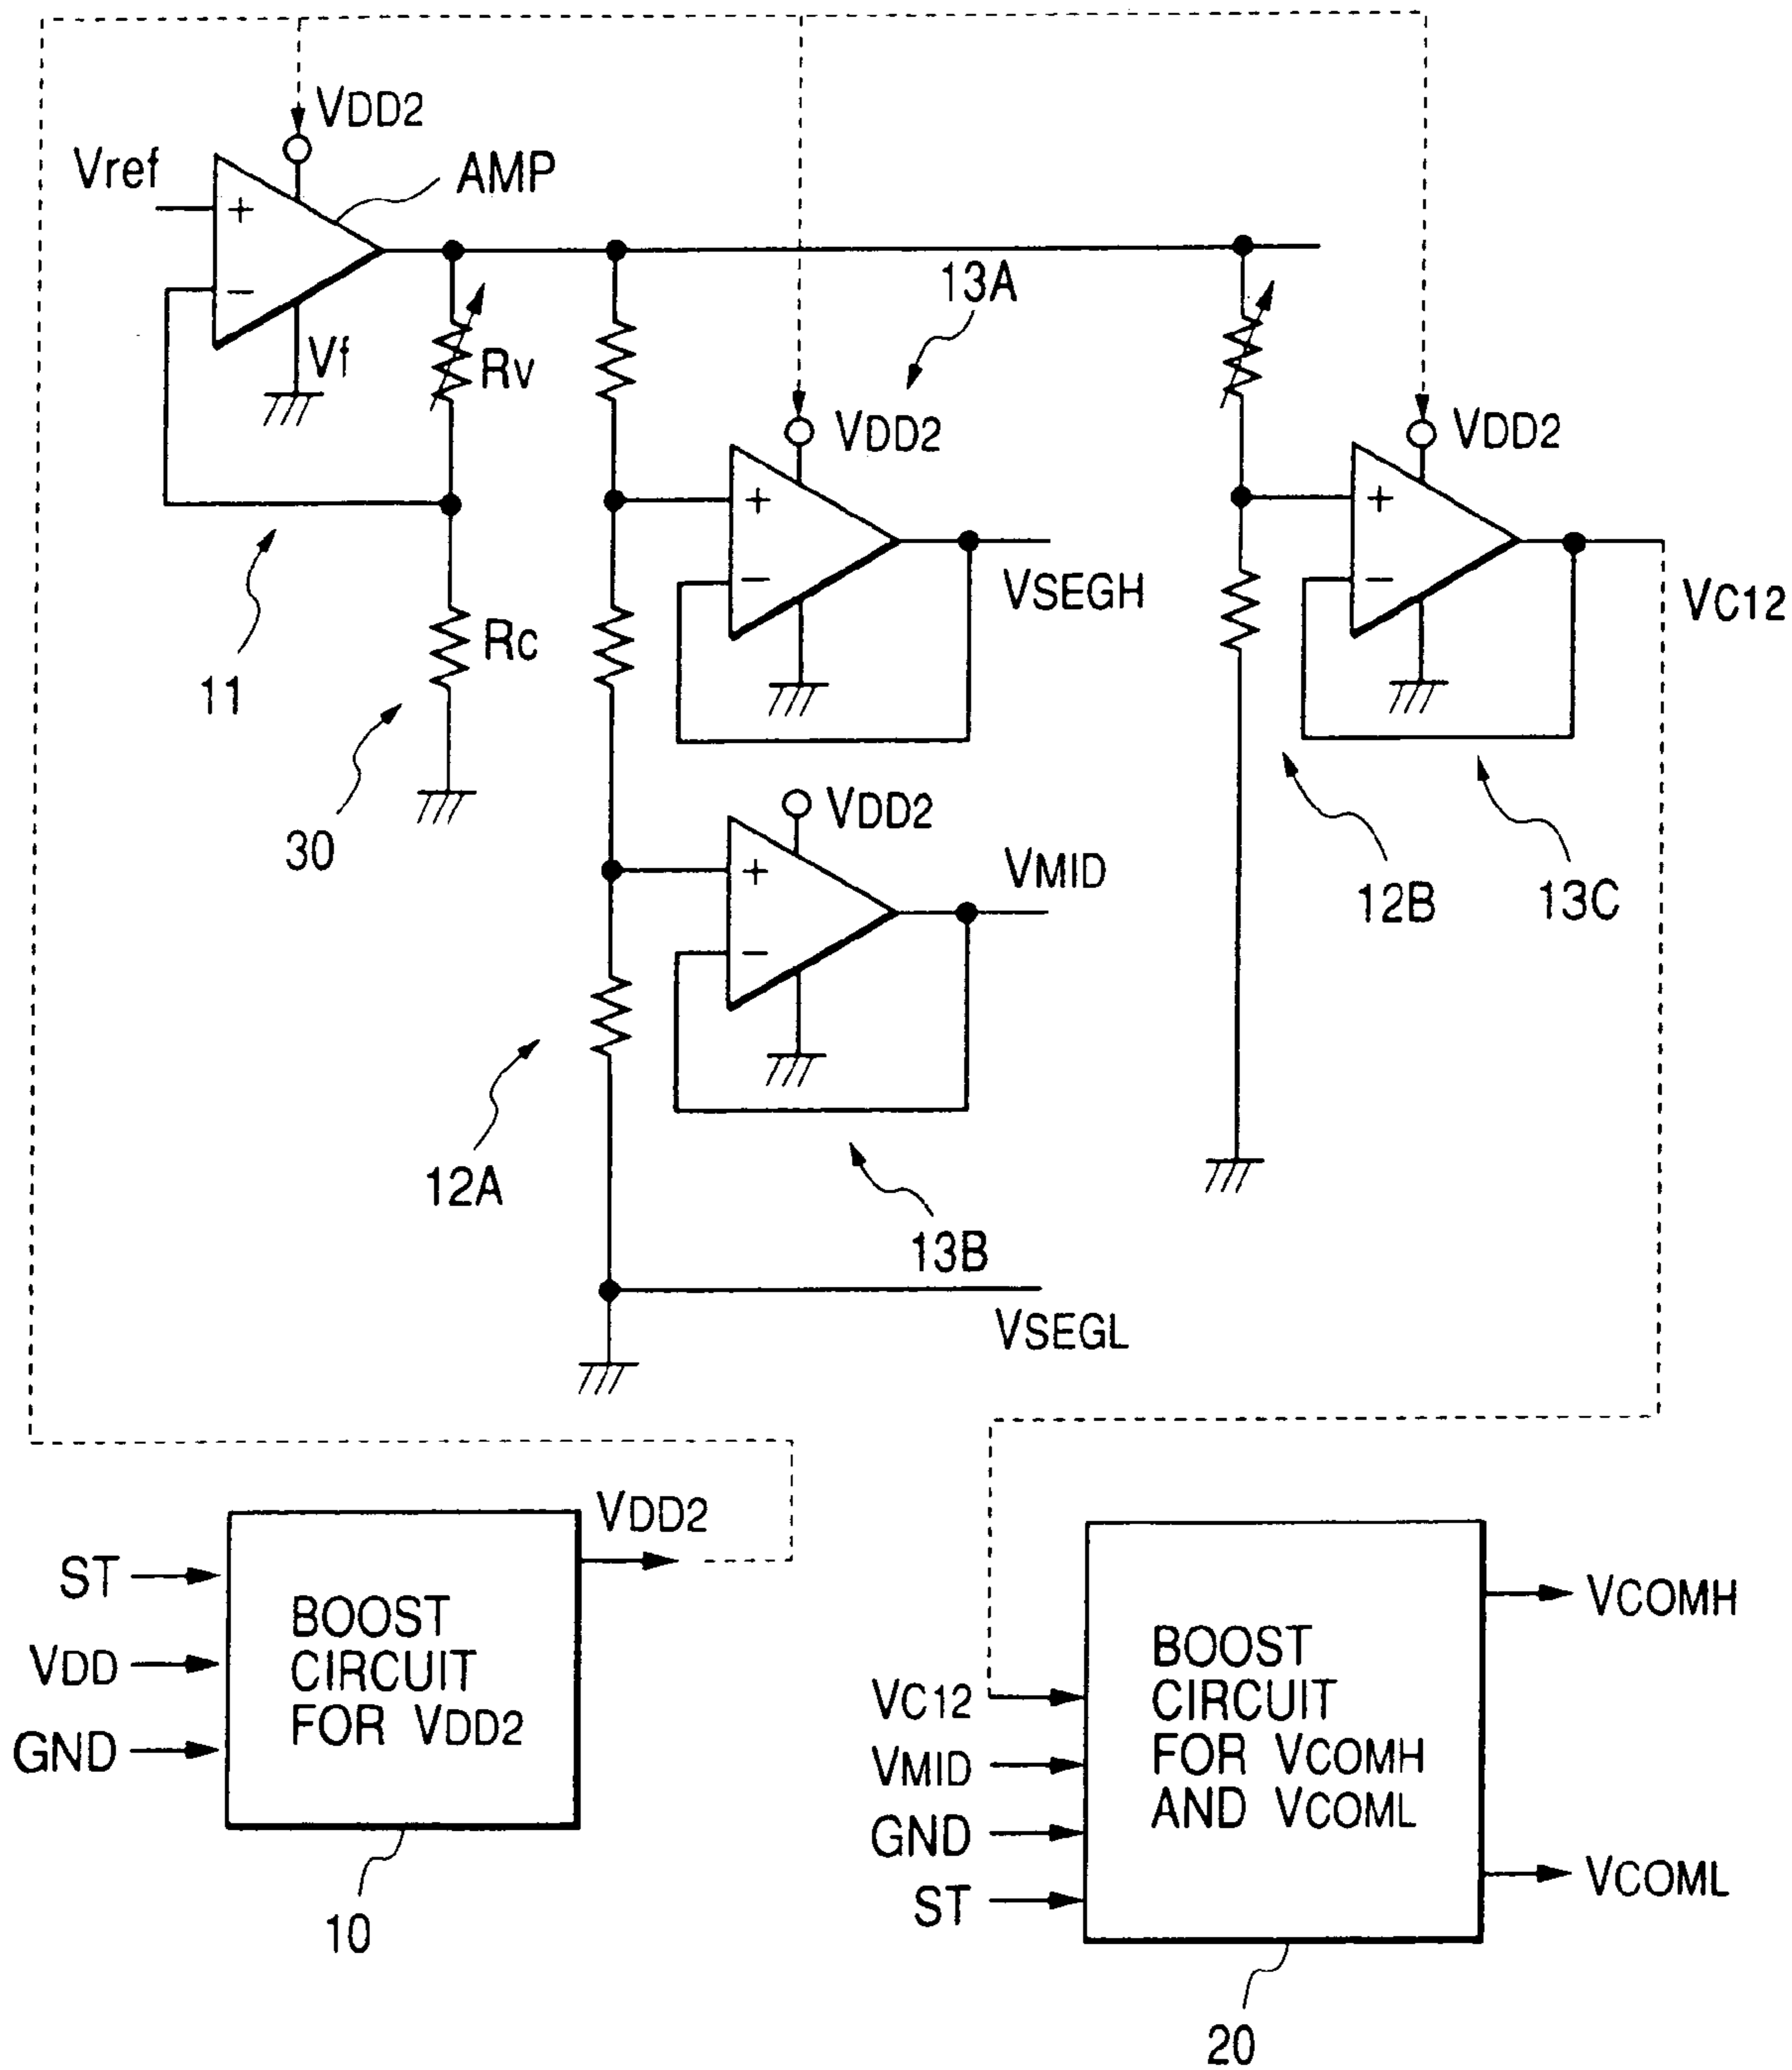 VDD2
Vref
AMP
+
−
Vf
Rv
13A
VDD2
VDD2
+
−
+
−
VSEGH
VC12
Rc
11
30
VDD2
VMID
+
−
12B
13C
12A
13B
VSEGL
VDD2
ST
VDD
GND
BOOST
CIRCUIT
FOR VDD2
10
VC12
VMID
GND
ST
BOOST
CIRCUIT
FOR VCOMH
AND VCOML
VCOMH
VCOML
20